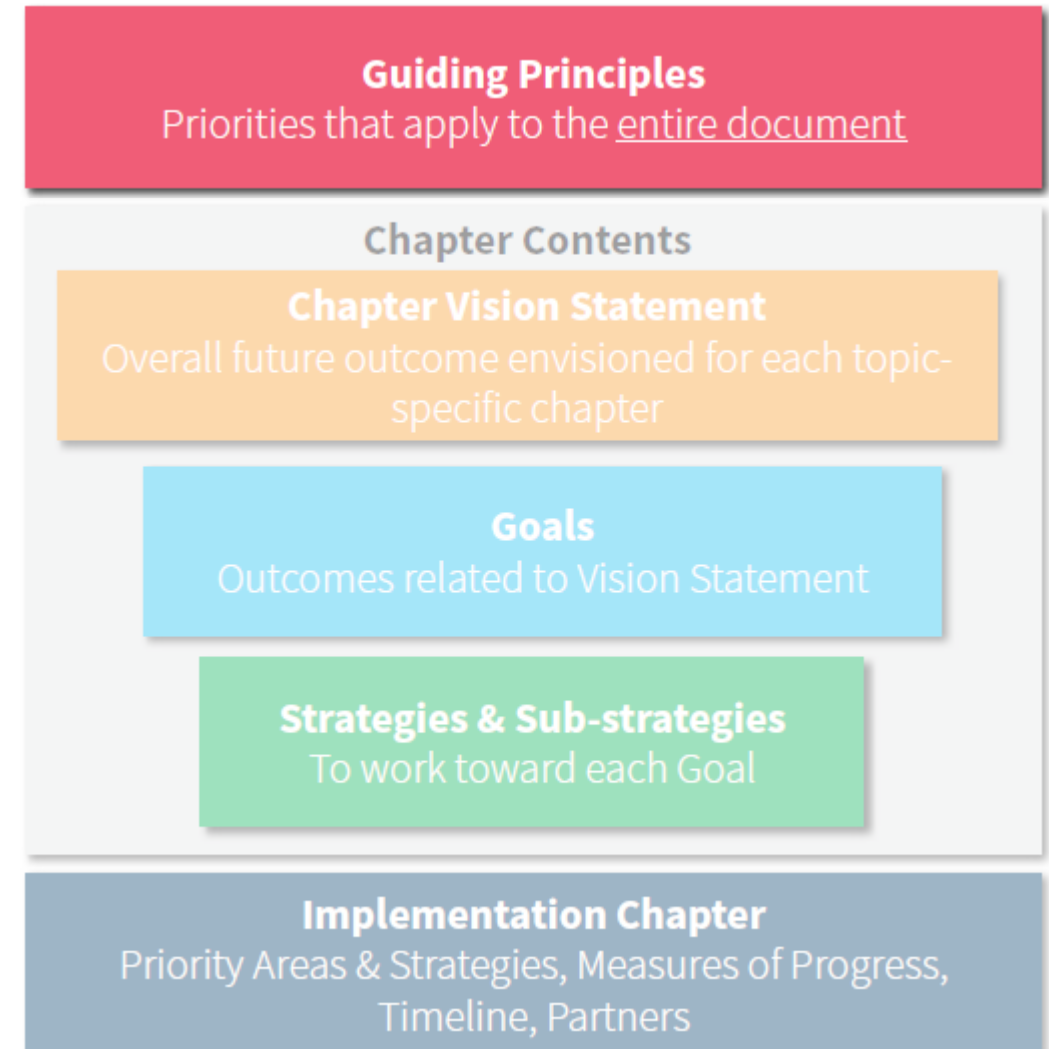 Guiding Principles
Priorities that apply to the entire document
Chapter Contents
Chapter Vision Statement
Overall future outcome envisioned for each topic-
specific chapter
Goals
Outcomes related to Vision Statement
Strategies & Sub-strategies
To work toward each Goal
Implementation Chapter
Priority Areas & Strategies, Measures of Progress,
Timeline, Partners